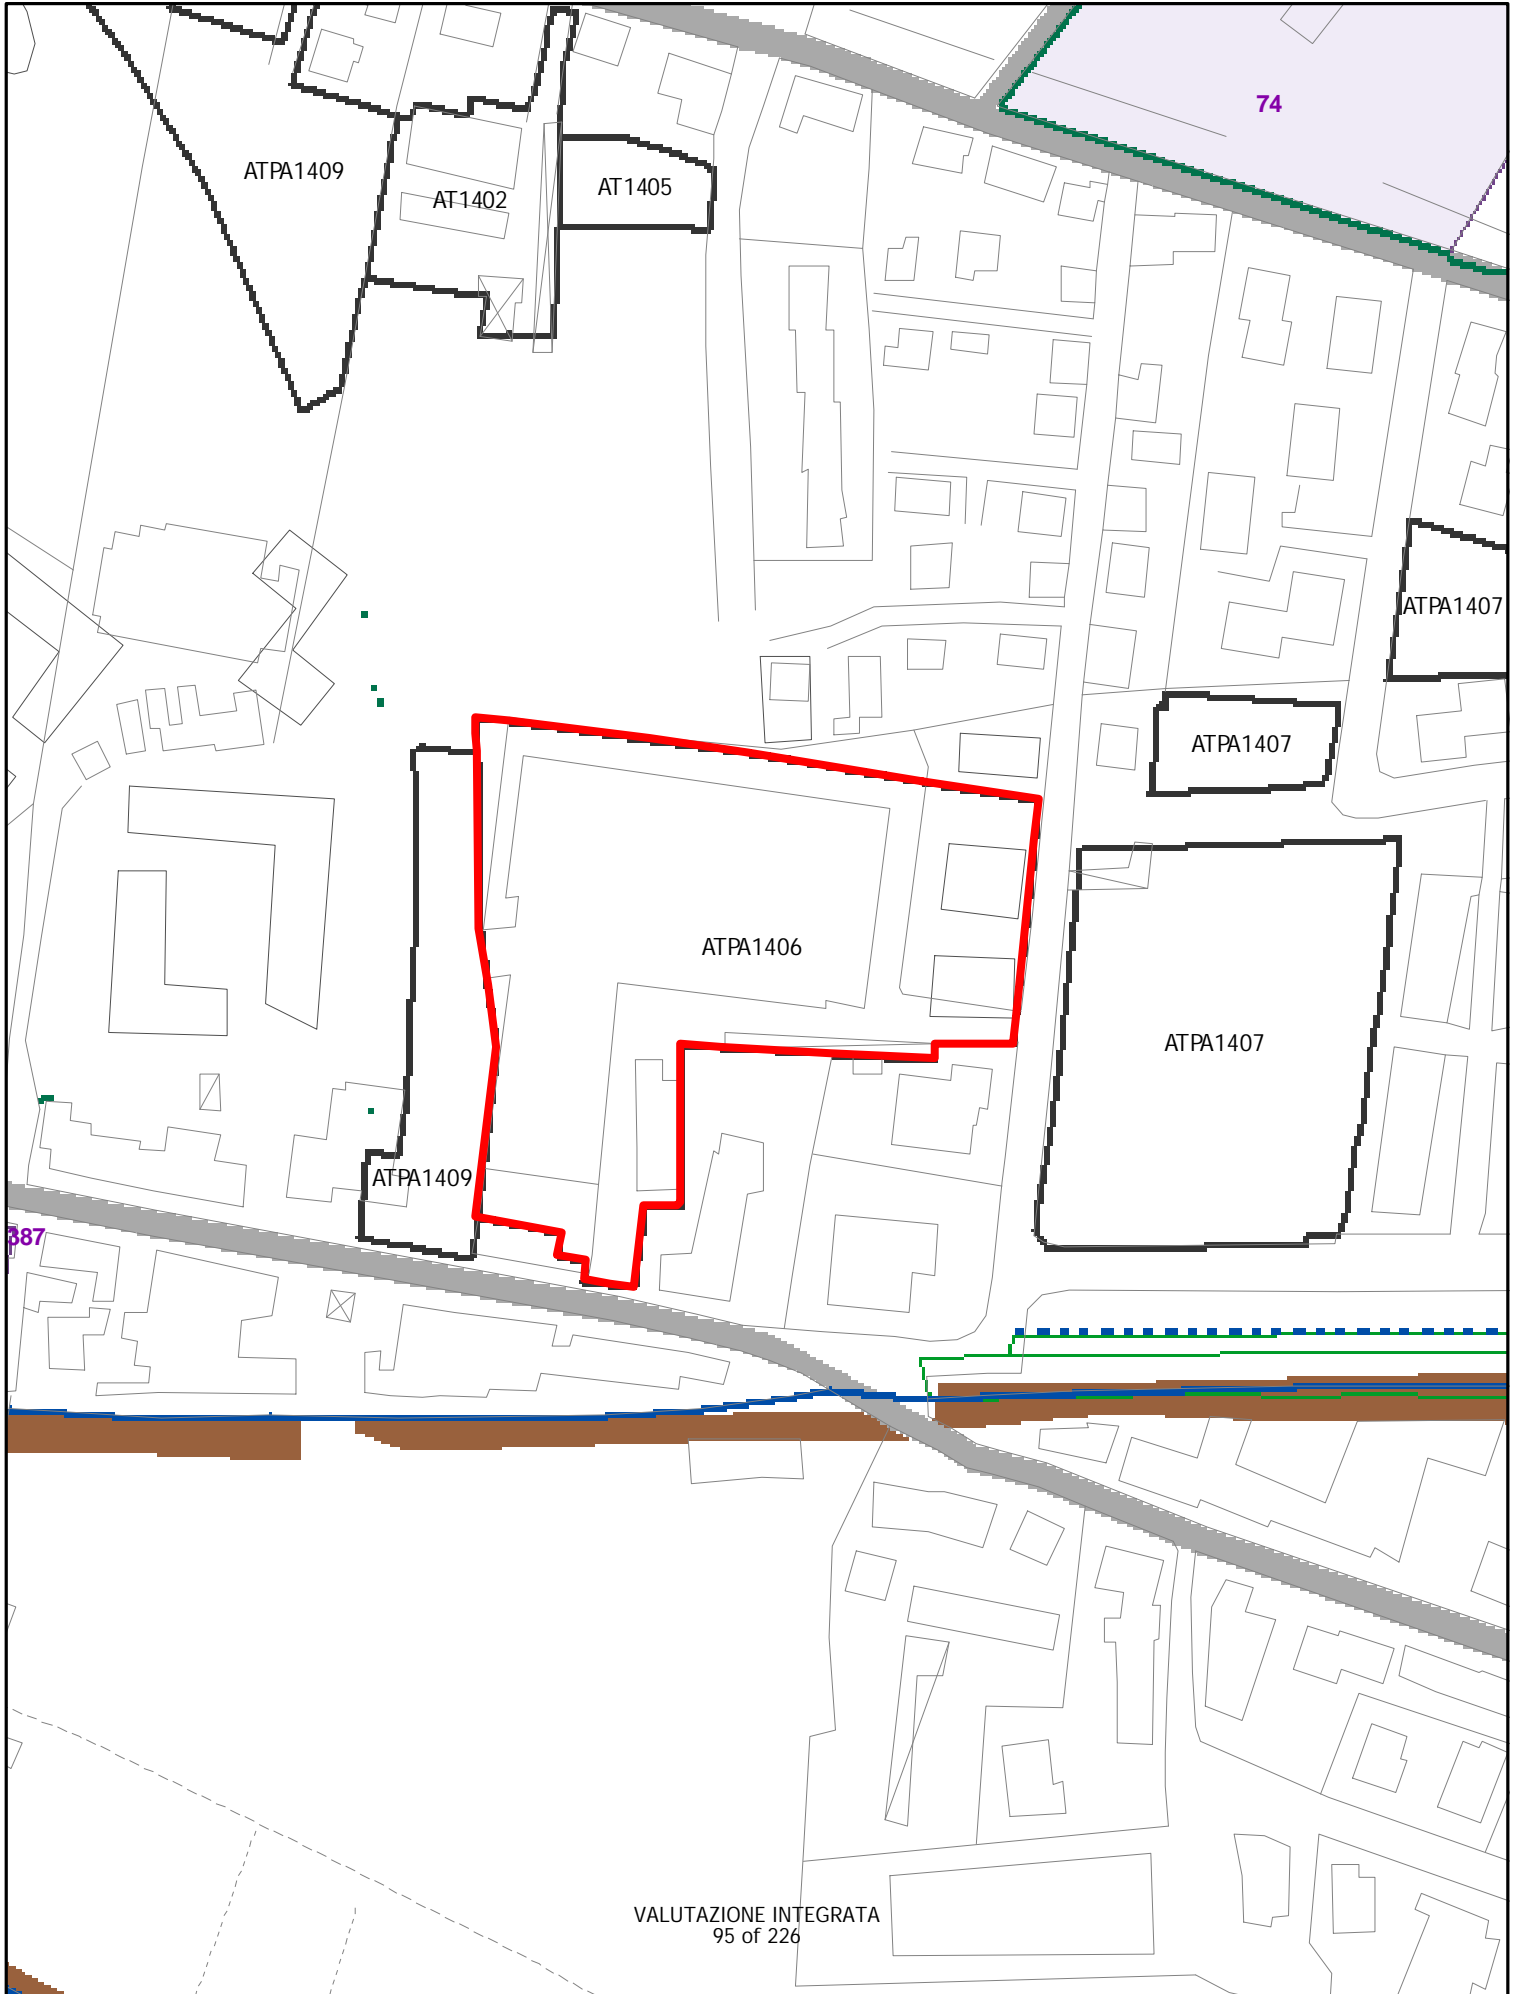 74
ATPA1409
AT1402
AT1405
ATPA1407
ATPA1407
ATPA1406
ATPA1407
ATPA1409
387
VALUTAZIONE INTEGRATA
95 of 226